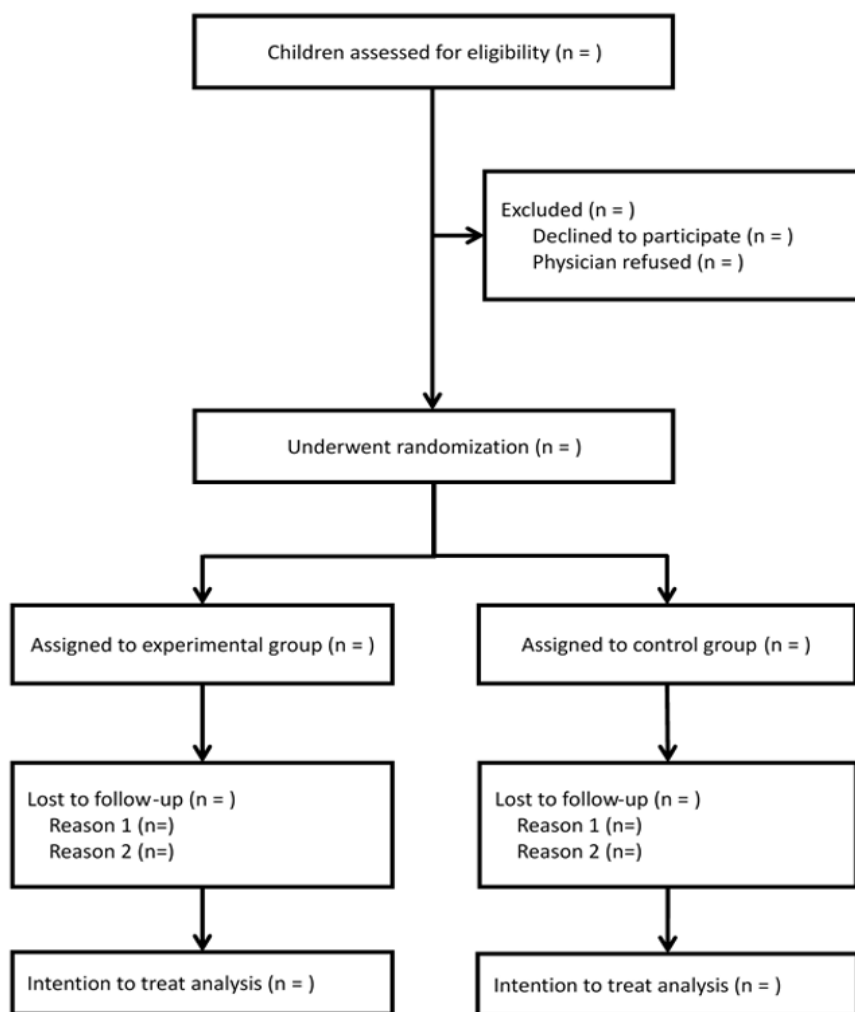 Children assessed for eligibility (n = )
Excluded (n = )
Declined to participate (n = )
Physician refused (n = )
Underwent randomization (n = )
Assigned to experimental group (n = )
Assigned to control group (n = )
Lost to follow-up (n = )
Reason 1 (n=)
Reason 2 (n=)
Lost to follow-up (n = )
Reason 1 (n=)
Reason 2 (n=)
Intention to treat analysis (n = )
Intention to treat analysis (n = )